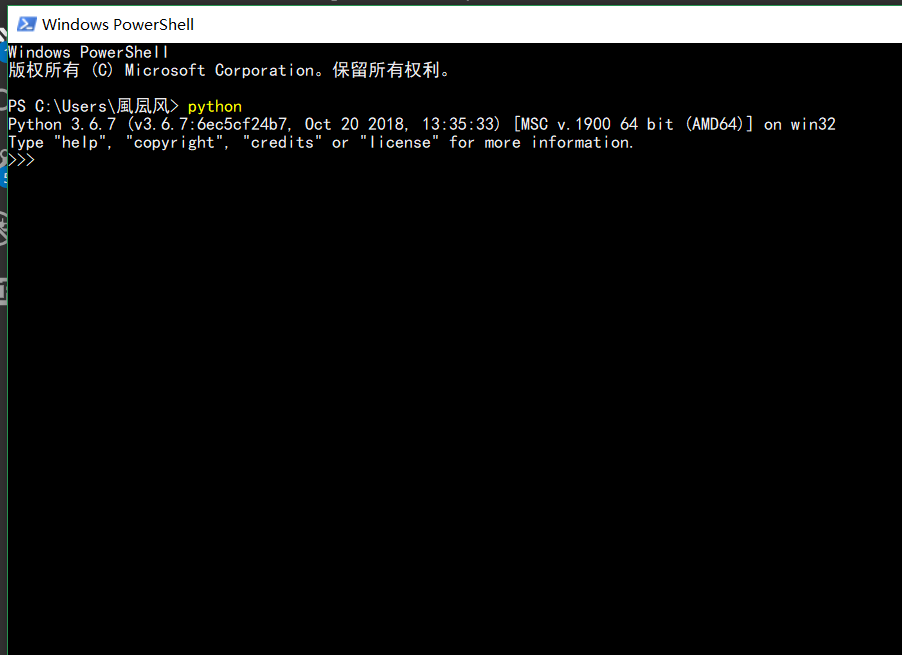 Windows PowerShell
Windows PowerShell
版权所有 (C) Microsoft Corporation。保留所有权利。
PS C:\Users\風凬风> python
Python 3.6.7 (v3.6.7:6ec5cf24b7, Oct 20 2018, 13:35:33) [MSC v.1900 64 bit (AMD64)] on win32
Type "help", "copyright", "credits" or "license" for more information.
>>>